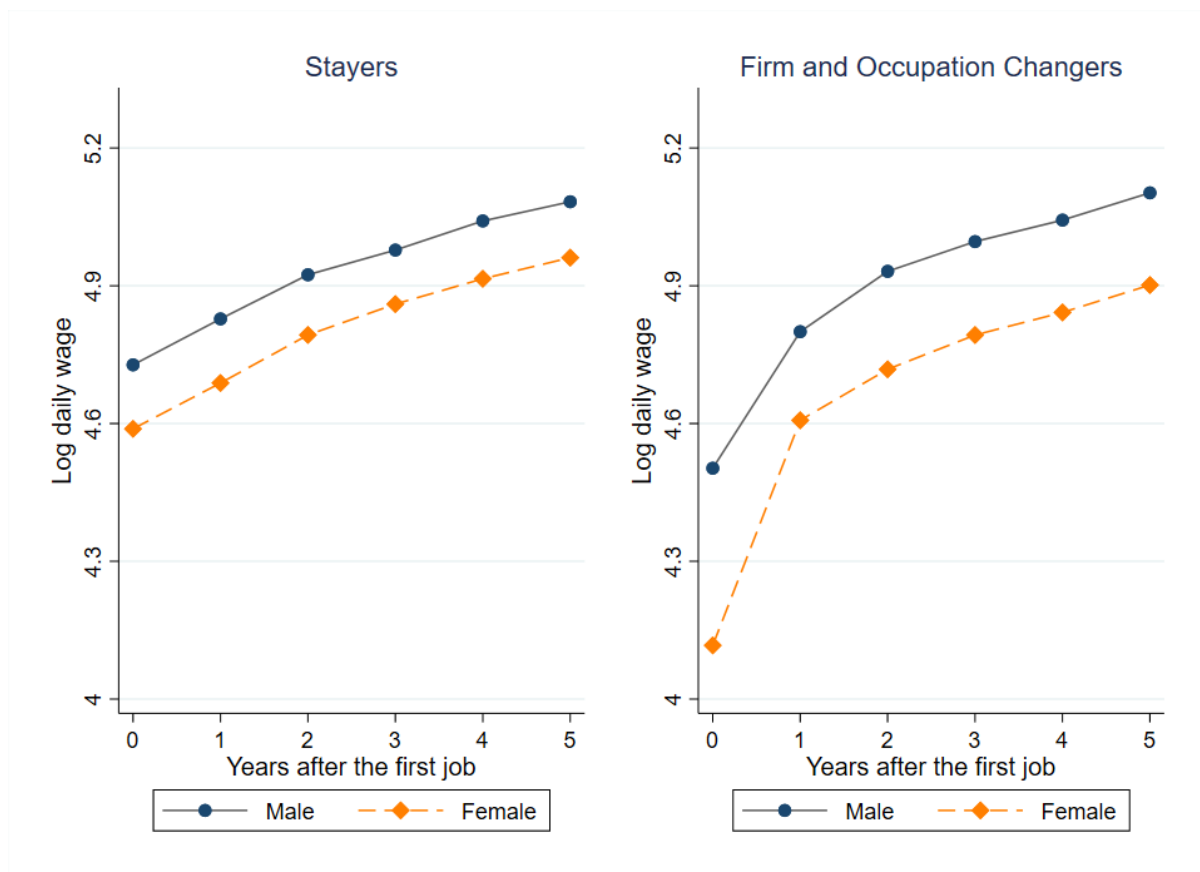 Stayers
Log daily wage
5.2
4.9
4.6
4.3
4
0 1 2 3 4 5
Years after the first job
Male Female
Firm and Occupation Changers
Log daily wage
5.2
4.9
4.6
4.3
4
0 1 2 3 4 5
Years after the first job
Male Female